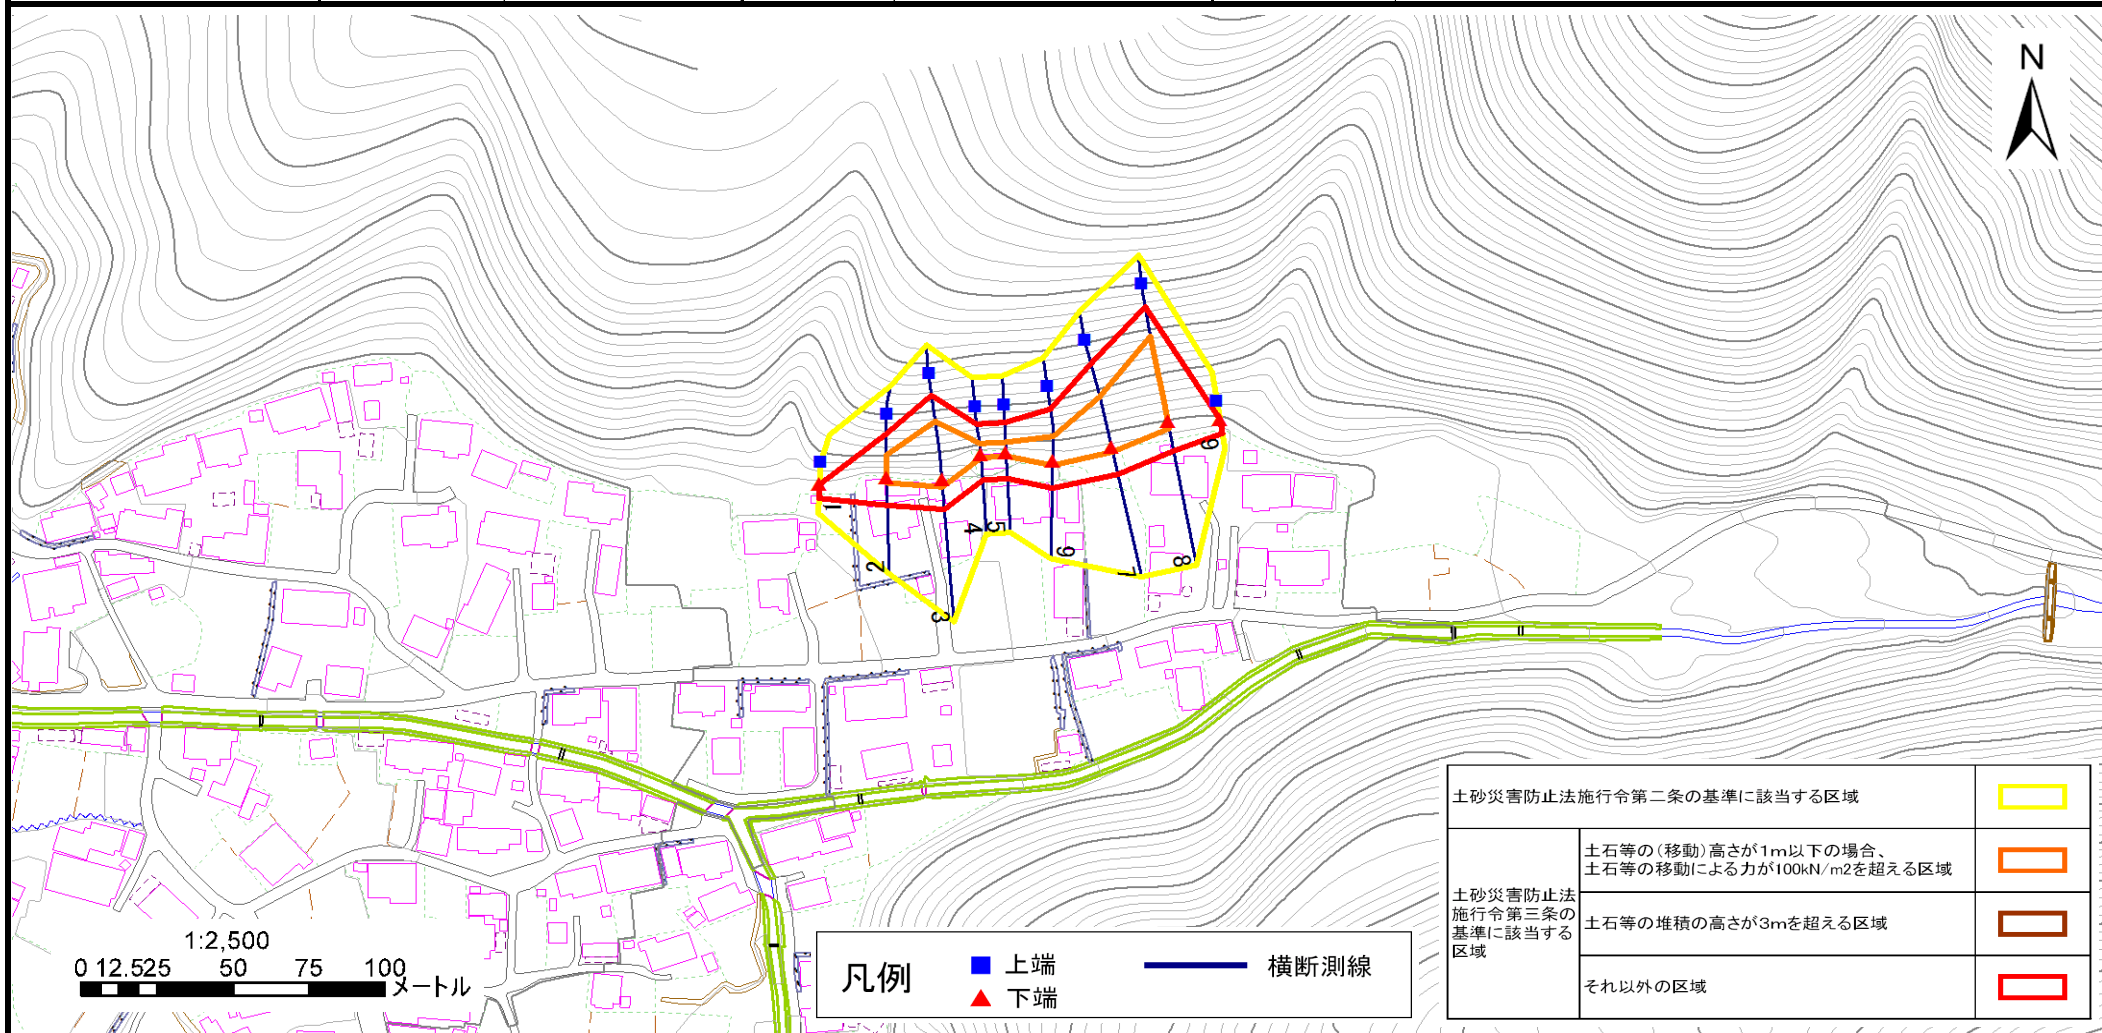 N
1
2
3
4
5
6
7
8
9
1:2,500
0 12.525 50 75 100
メートル
凡例
上端
下端
横断測線
土砂災害防止法施行令第二条の基準に該当する区域
土砂災害防止法
施行令第三条の
基準に該当する
区域
土石等の（移動）高さが1m以下の場合、
土石等の移動による力が100kN/m2を超える区域
土石等の堆積の高さが3mを超える区域
それ以外の区域